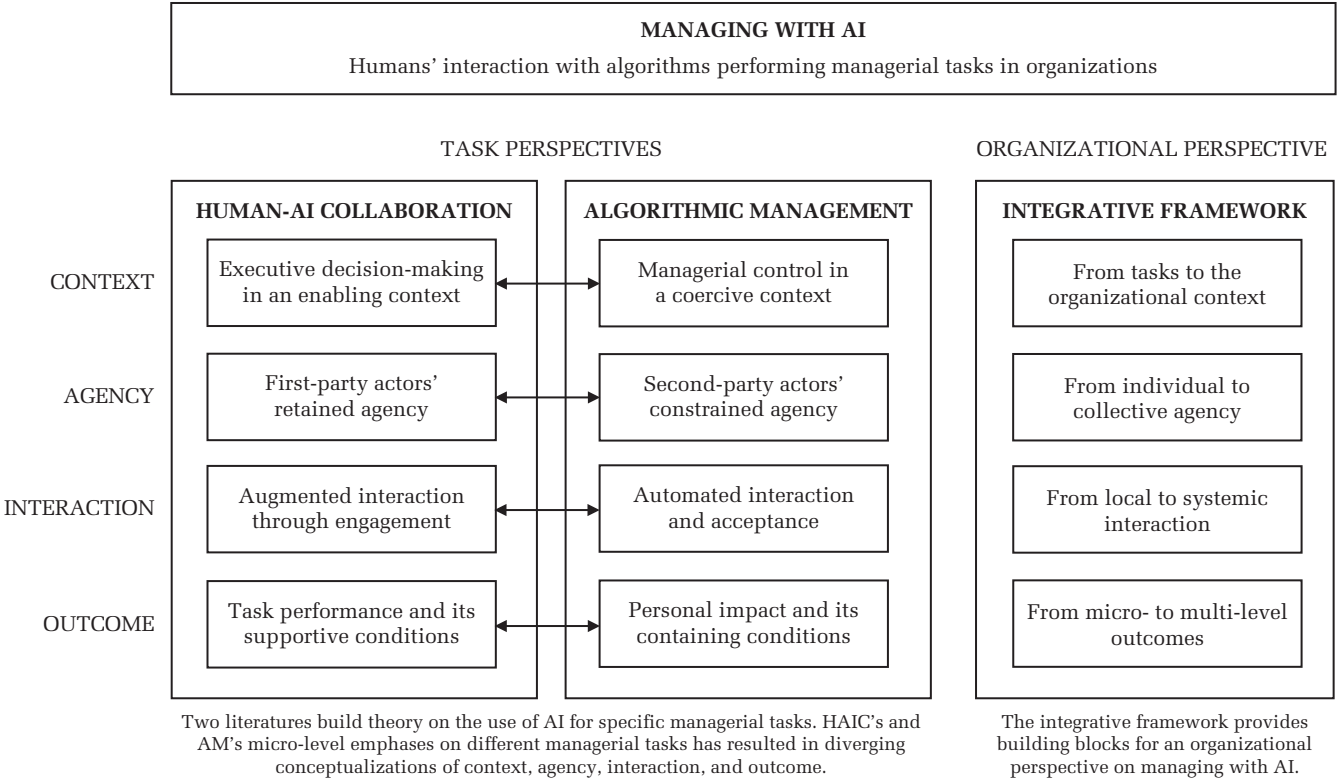 MANAGING WITH AI
Humans’ interaction with algorithms performing managerial tasks in organizations
TASK PERSPECTIVES
ORGANIZATIONAL PERSPECTIVE
HUMAN-AI COLLABORATION
ALGORITHMIC MANAGEMENT
INTEGRATIVE FRAMEWORK
CONTEXT
Executive decision-making
in an enabling context
Managerial control in
a coercive context
From tasks to the
organizational context
AGENCY
First-party actors’
retained agency
Second-party actors’
constrained agency
From individual to
collective agency
INTERACTION
Augmented interaction
through engagement
Automated interaction
and acceptance
From local to systemic
interaction
OUTCOME
Task performance and its
supportive conditions
Personal impact and its
containing conditions
From micro- to multi-level
outcomes
Two literatures build theory on the use of AI for specific managerial tasks. HAIC’s and
AM’s micro-level emphases on different managerial tasks has resulted in diverging
conceptualizations of context, agency, interaction, and outcome.
The integrative framework provides
building blocks for an organizational
perspective on managing with AI.